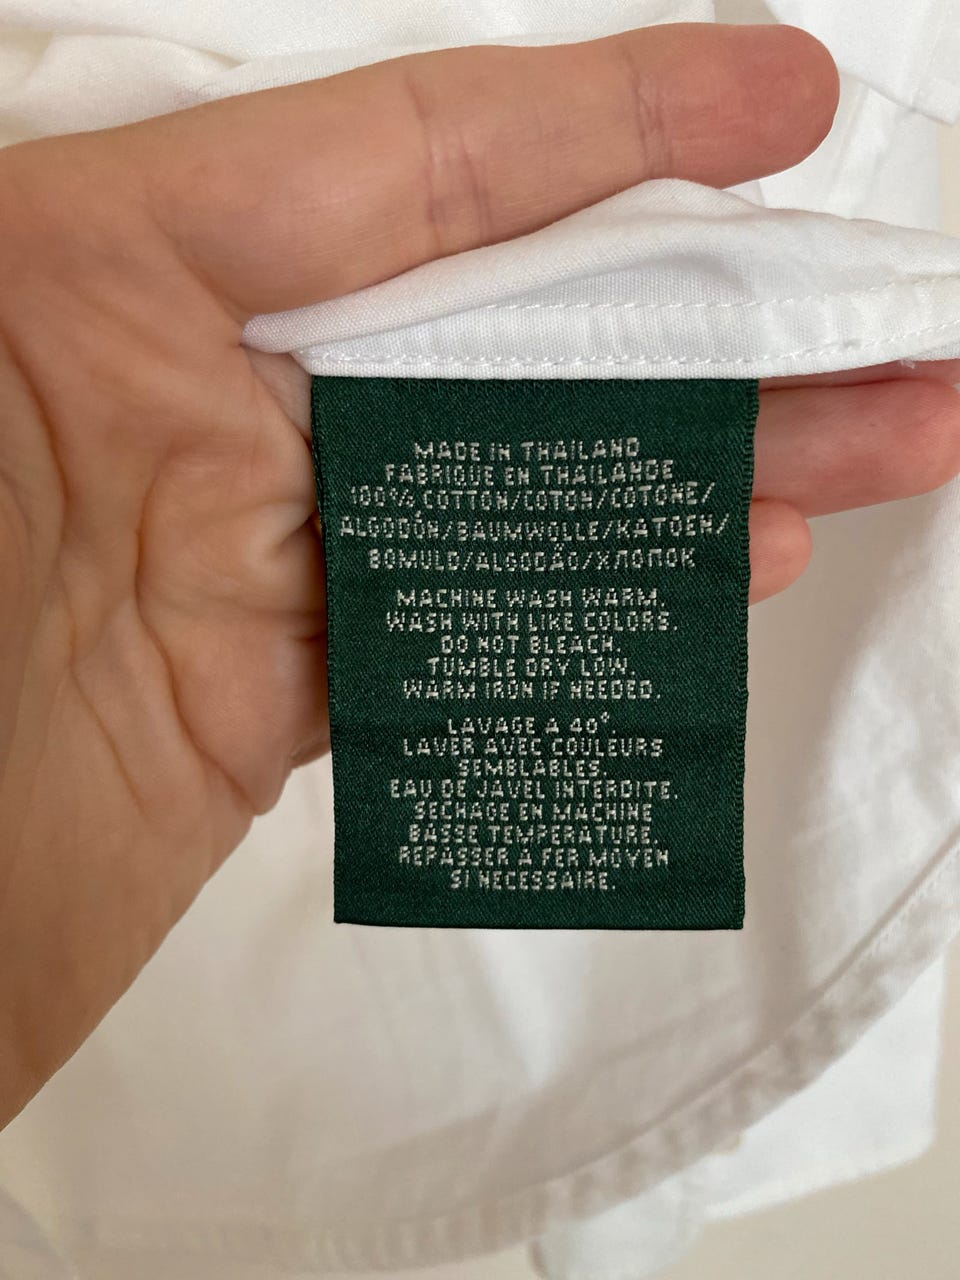 MADE IN THAILAND
FABRIQUE EN THAILANDE
100% COTTON/COTON/COTONE/
ALGODÓN/BAUMWOLLE/KATOEN/
BOMULD/ALGODÃO/ХЛОПОК
MACHINE WASH WARM.
WASH WITH LIKE COLORS.
DO NOT BLEACH.
TUMBLE DRY LOW.
WARM IRON IF NEEDED.
LAVAGE A 40°
LAVER AVEC COULEURS
SEMBLABLES.
EAU DE JAVEL INTERDITE.
SECHAGE EN MACHINE
BASSE TEMPERATURE.
REPASSER A FER MOYEN
SI NECESSAIRE.